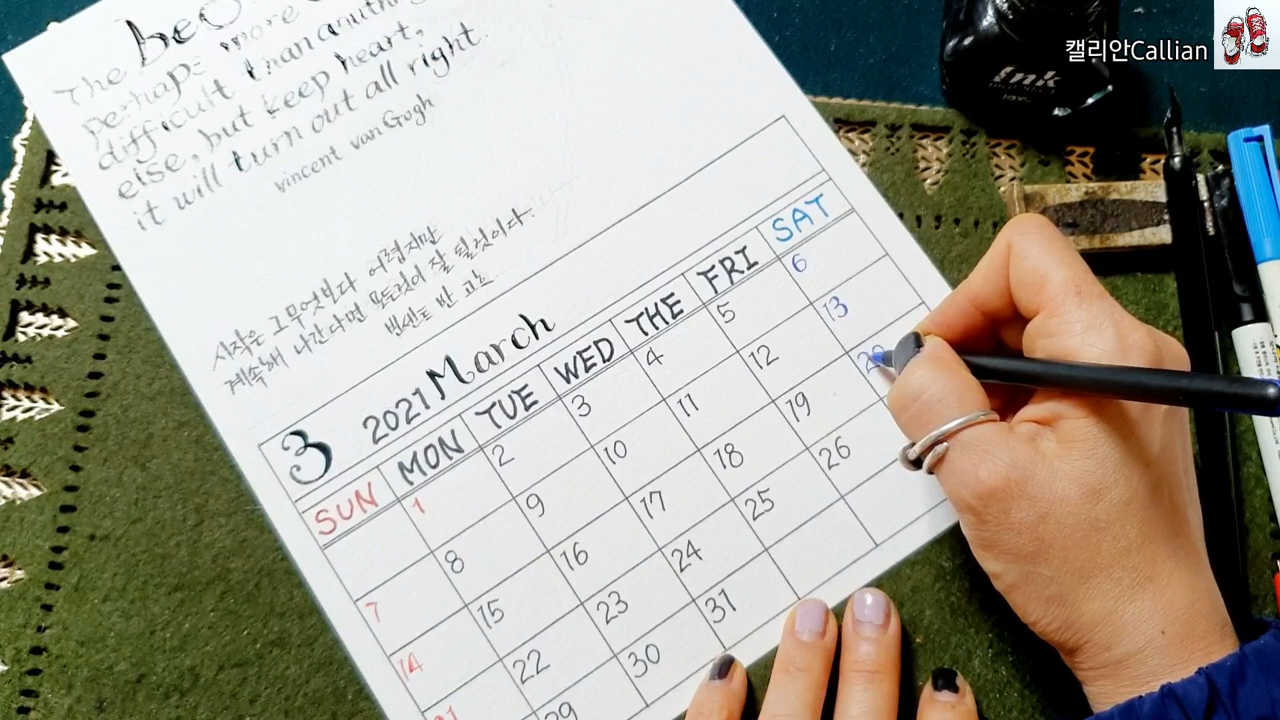 캘리안Callian
Ink
The Be
perhaps more
difficult than anything
else, but keep heart,
it will turn out all right.
Vincent van Gogh
시작은 그 무엇보다 어렵지만
계속해 나간다면 모든것이 잘 될것이다.
빈센트 반 고흐
3 2021 March
SUN MON TUE WED THE FRI SAT
1 2 3 4 5 6
7 8 9 10 11 12 13
14 15 16 17 18 19 20
21 22 23 24 25 26
29 30 31